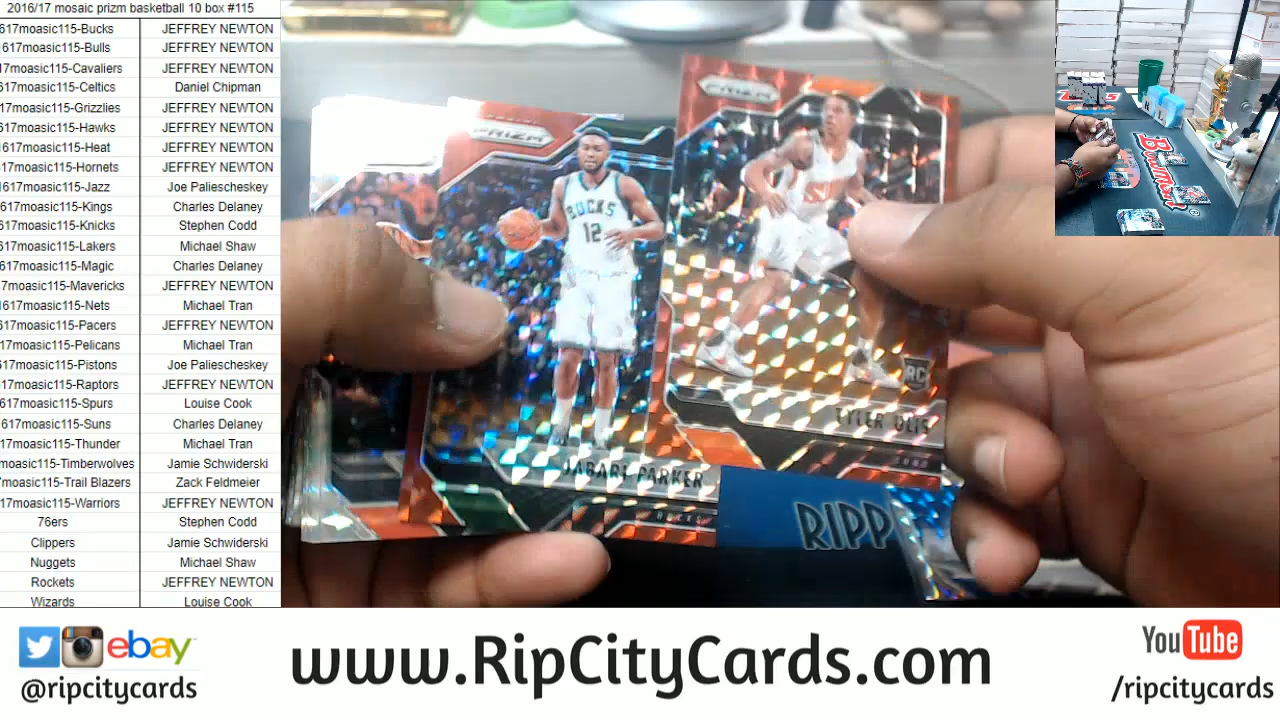 2016/17 mosaic prizm basketball 10 box #115
617moasic115-Bucks JEFFREY NEWTON
617moasic115-Bulls JEFFREY NEWTON
17moasic115-Cavaliers JEFFREY NEWTON
617moasic115-Celtics Daniel Chipman
17moasic115-Grizzlies JEFFREY NEWTON
617moasic115-Hawks JEFFREY NEWTON
617moasic115-Heat JEFFREY NEWTON
617moasic115-Hornets JEFFREY NEWTON
1617moasic115-Jazz Joe Paliescheskey
617moasic115-Kings Charles Delaney
617moasic115-Knicks Stephen Codd
617moasic115-Lakers Michael Shaw
617moasic115-Magic Charles Delaney
17moasic115-Mavericks JEFFREY NEWTON
1617moasic115-Nets Michael Tran
617moasic115-Pacers JEFFREY NEWTON
17moasic115-Pelicans Michael Tran
617moasic115-Pistons Joe Paliescheskey
617moasic115-Raptors JEFFREY NEWTON
617moasic115-Spurs Louise Cook
617moasic115-Suns Charles Delaney
17moasic115-Thunder Michael Tran
moasic115-Timberwolves Jamie Schwiderski
moasic115-Trail Blazers Zack Feldmeier
17moasic115-Warriors JEFFREY NEWTON
76ers Stephen Codd
Clippers Jamie Schwiderski
Nuggets Michael Shaw
Rockets JEFFREY NEWTON
Wizards Louise Cook
PRIZM
BUCKS
12
JABARI PARKER
BUCKS
PRIZM
RC
TYLER ULIS
SUNS
RIPP
Bowman
ebay
@ripcitycards
www.RipCityCards.com
YouTube
/ripcitycards